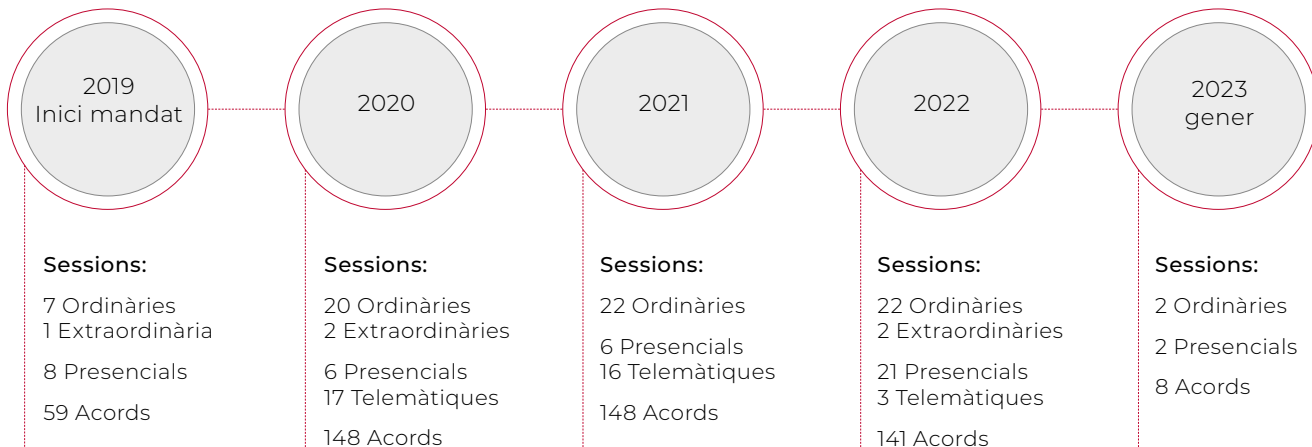 2019
Inici mandat
2020
2021
2022
2023
gener
Sessions:
7 Ordinàries
1 Extraordinària
8 Presencials
59 Acords
Sessions:
20 Ordinàries
2 Extraordinàries
6 Presencials
17 Telemàtiques
148 Acords
Sessions:
22 Ordinàries
6 Presencials
16 Telemàtiques
148 Acords
Sessions:
22 Ordinàries
2 Extraordinàries
21 Presencials
3 Telemàtiques
141 Acords
Sessions:
2 Ordinàries
2 Presencials
8 Acords